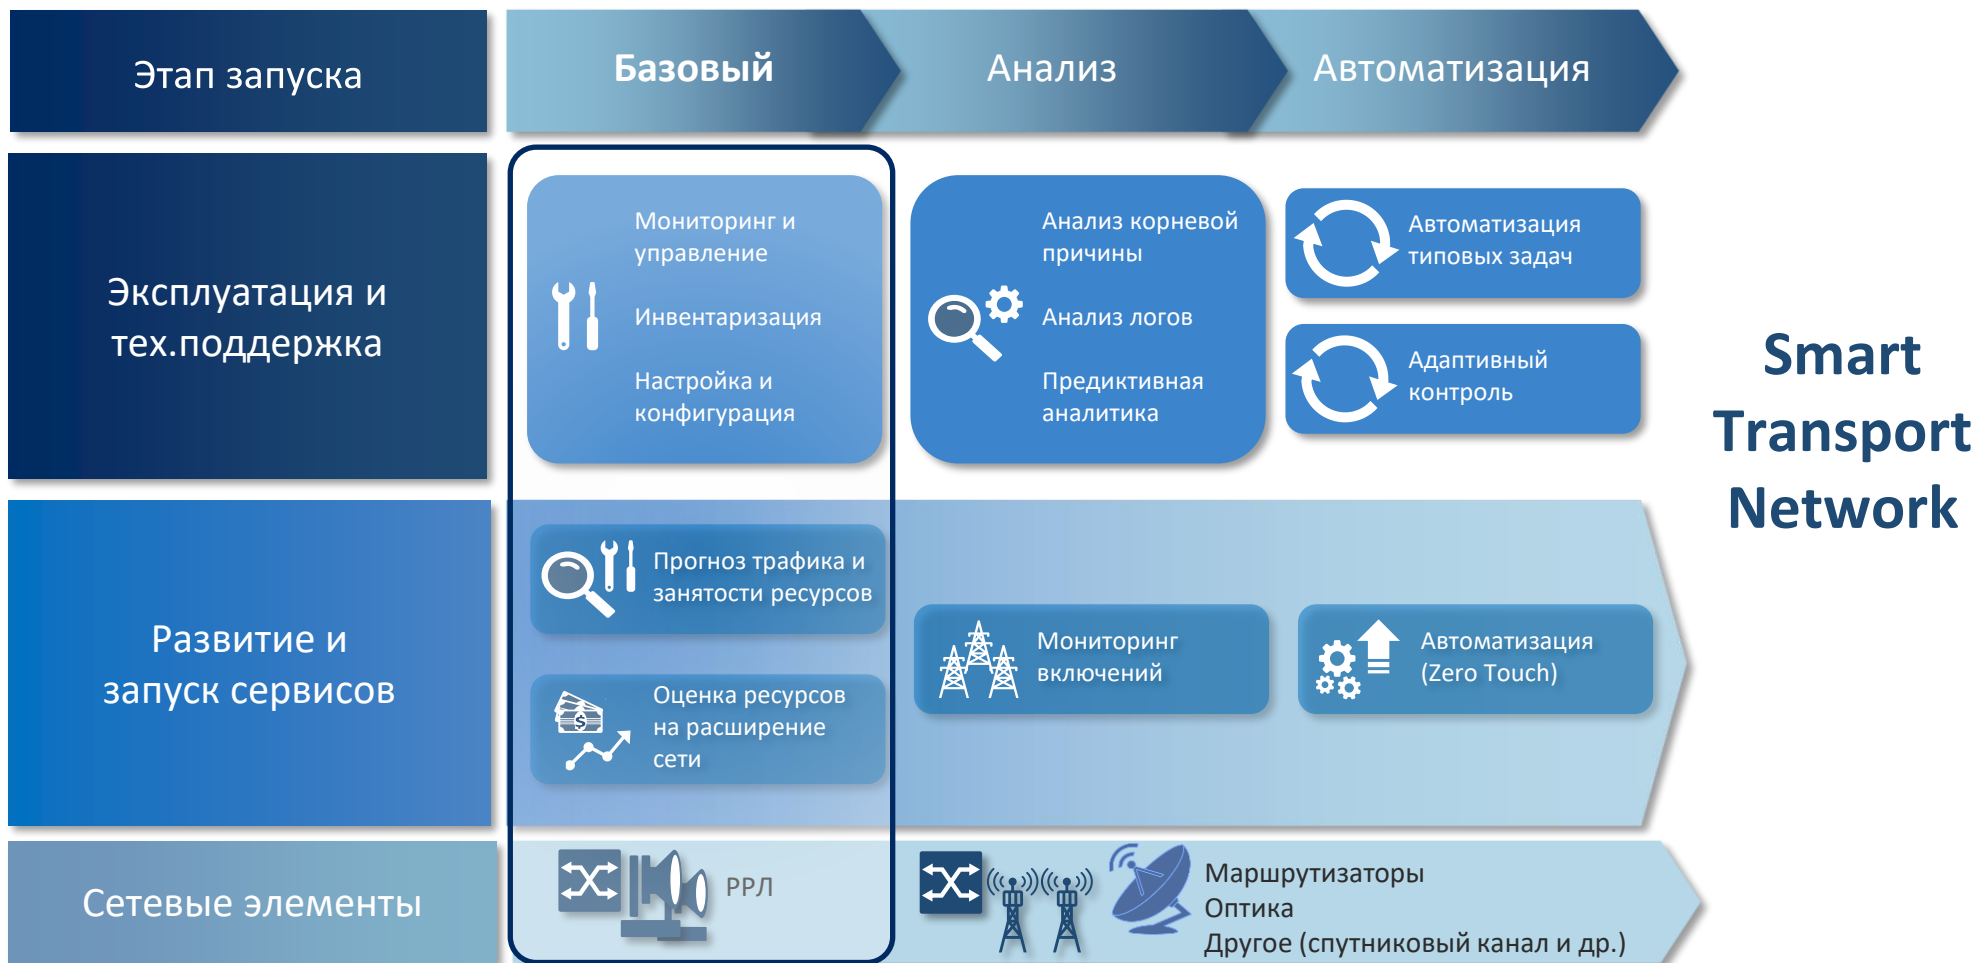 Этап запуска
Базовый
Анализ
Автоматизация
Эксплуатация и
тех.поддержка
Мониторинг и
управление
Инвентаризация
Настройка и
конфигурация
Анализ корневой
причины
Анализ логов
Предиктивная
аналитика
Автоматизация
типовых задач
Адаптивный
контроль
Smart
Transport
Network
Развитие и
запуск сервисов
Прогноз трафика и
занятости ресурсов
Оценка ресурсов
на расширение
сети
Мониторинг
включений
Автоматизация
(Zero Touch)
Сетевые элементы
РРЛ
Маршрутизаторы
Оптика
Другое (спутниковый канал и др.)